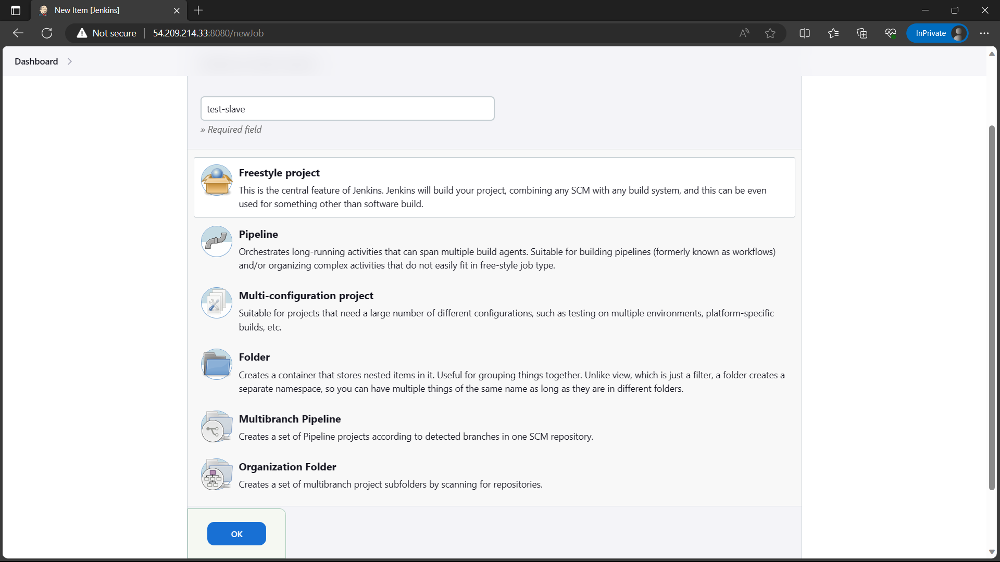 New Item [Jenkins]
Not secure
54.209.214.33:8080/newJob
InPrivate
Dashboard
test-slave
» Required field
Freestyle project
This is the central feature of Jenkins. Jenkins will build your project, combining any SCM with any build system, and this can be even
used for something other than software build.
Pipeline
Orchestrates long-running activities that can span multiple build agents. Suitable for building pipelines (formerly known as workflows)
and/or organizing complex activities that do not easily fit in free-style job type.
Multi-configuration project
Suitable for projects that need a large number of different configurations, such as testing on multiple environments, platform-specific
builds, etc.
Folder
Creates a container that stores nested items in it. Useful for grouping things together. Unlike view, which is just a filter, a folder creates a
separate namespace, so you can have multiple things of the same name as long as they are in different folders.
Multibranch Pipeline
Creates a set of Pipeline projects according to detected branches in one SCM repository.
Organization Folder
Creates a set of multibranch project subfolders by scanning for repositories.
OK